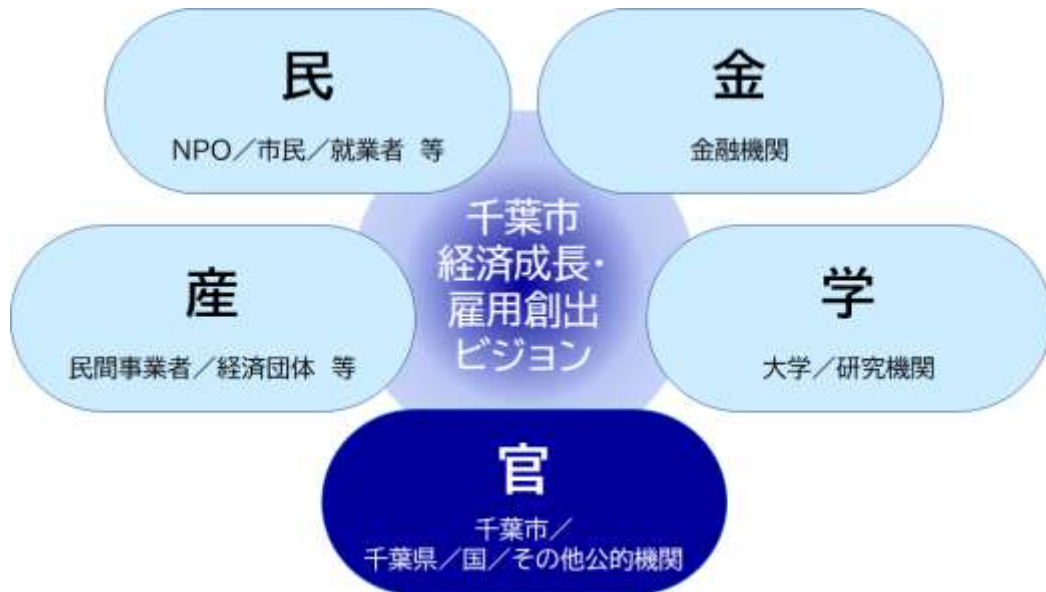 民
NPO／市民／就業者 等
金
金融機関
千葉市
経済成長・
雇用創出
ビジョン
産
民間事業者／経済団体 等
学
大学／研究機関
官
千葉市／
千葉県／国／その他公的機関